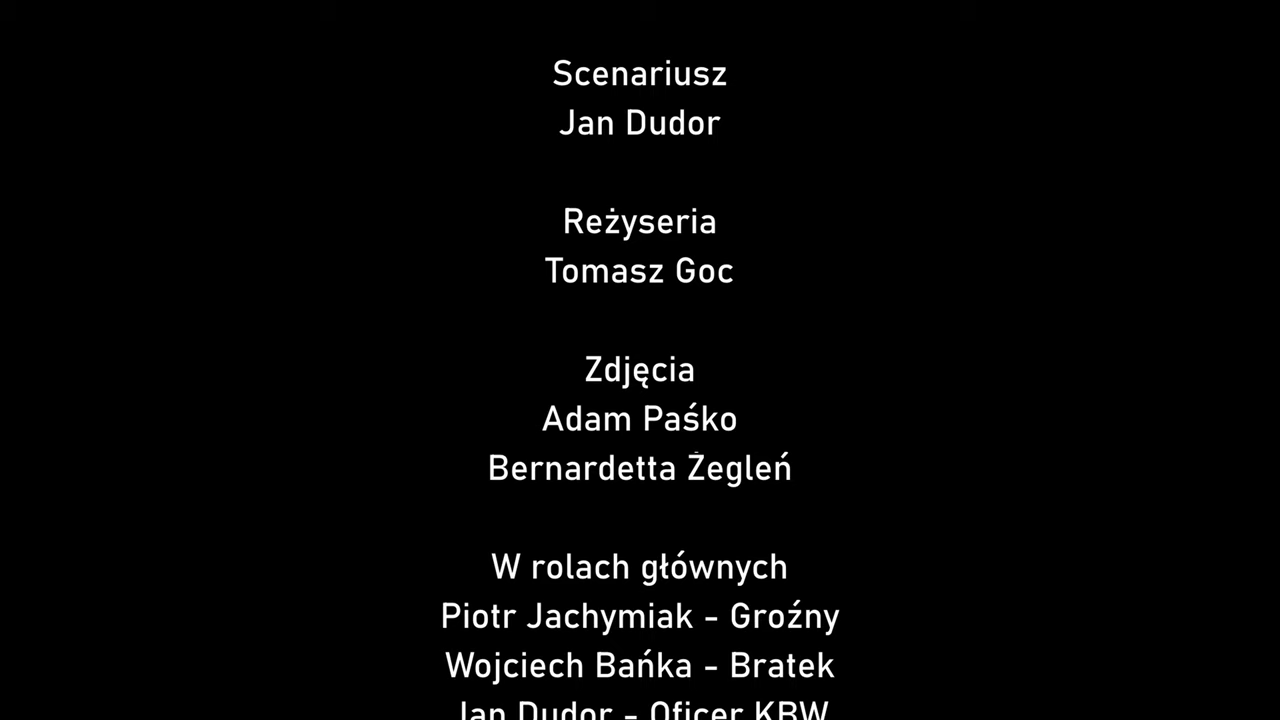 Scenariusz
Jan Dudor
Reżyseria
Tomasz Goc
Zdjęcia
Adam Paśko
Bernardetta Żegleń
W rolach głównych
Piotr Jachymiak - Groźny
Wojciech Bańka - Bratek
Jan Dudor - Oficer KBW